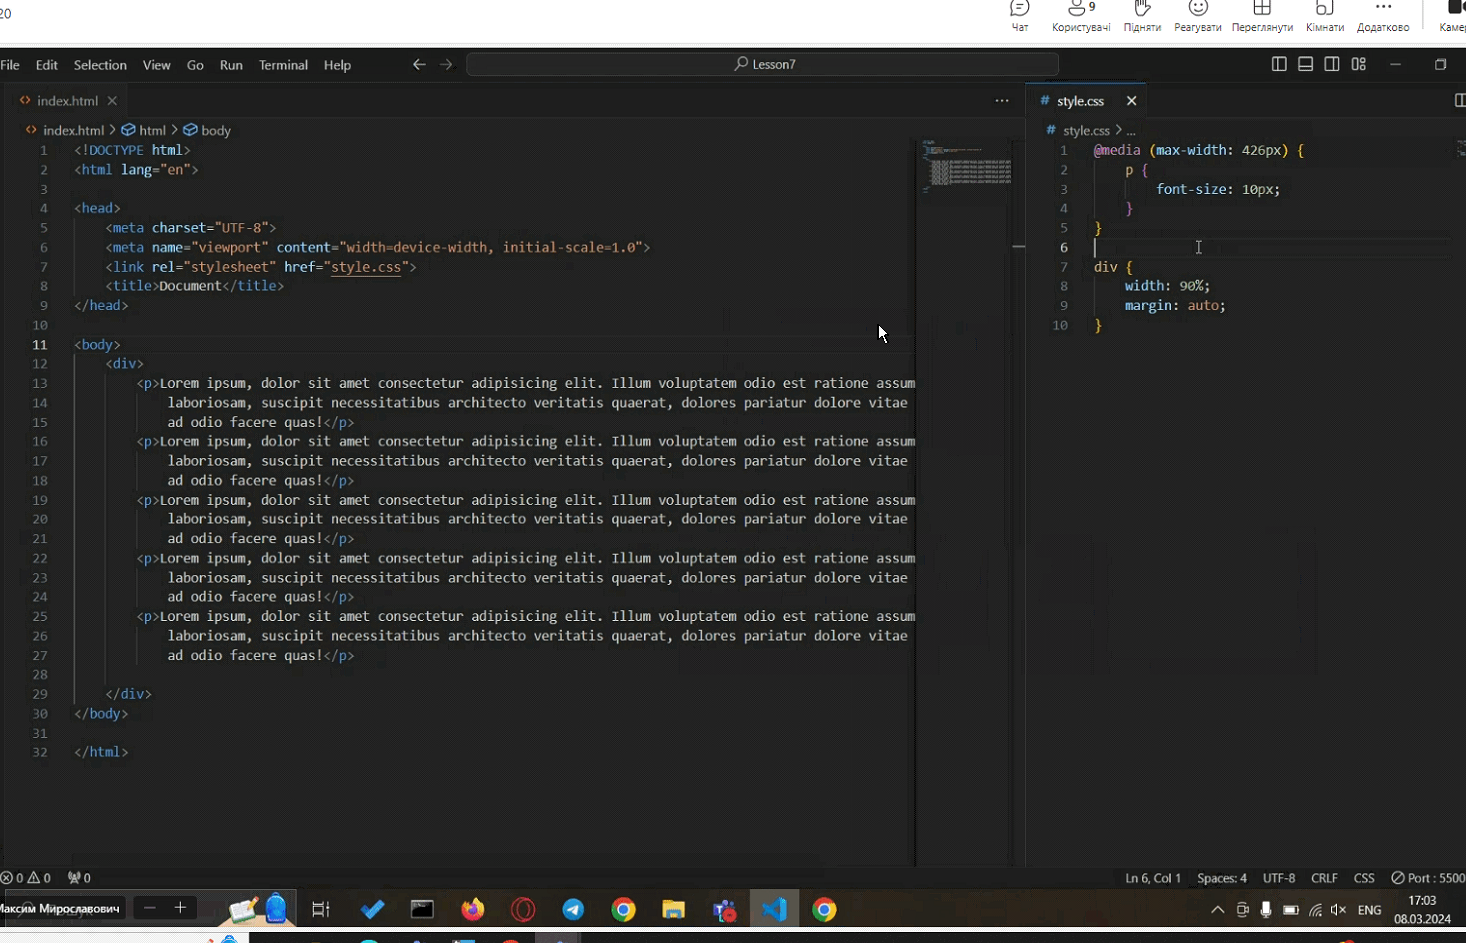 20
9
Чат
Користувачі
Підняти
Реагувати
Переглянути
Кімнати
Додатково
File Edit Selection View Go Run Terminal Help
Lesson7
index.html
index.html > html > body
1 <!DOCTYPE html>
2 <html lang="en">
3
4 <head>
5 <meta charset="UTF-8">
6 <meta name="viewport" content="width=device-width, initial-scale=1.0">
7 <link rel="stylesheet" href="style.css">
8 <title>Document</title>
9 </head>
10
11 <body>
12 <div>
13 <p>Lorem ipsum, dolor sit amet consectetur adipisicing elit. Illum voluptatem odio est ratione assum
14 laboriosam, suscipit necessitatibus architecto veritatis quaerat, dolores pariatur dolore vitae
15 ad odio facere quas!</p>
16 <p>Lorem ipsum, dolor sit amet consectetur adipisicing elit. Illum voluptatem odio est ratione assum
17 laboriosam, suscipit necessitatibus architecto veritatis quaerat, dolores pariatur dolore vitae
18 ad odio facere quas!</p>
19 <p>Lorem ipsum, dolor sit amet consectetur adipisicing elit. Illum voluptatem odio est ratione assum
20 laboriosam, suscipit necessitatibus architecto veritatis quaerat, dolores pariatur dolore vitae
21 ad odio facere quas!</p>
22 <p>Lorem ipsum, dolor sit amet consectetur adipisicing elit. Illum voluptatem odio est ratione assum
23 laboriosam, suscipit necessitatibus architecto veritatis quaerat, dolores pariatur dolore vitae
24 ad odio facere quas!</p>
25 <p>Lorem ipsum, dolor sit amet consectetur adipisicing elit. Illum voluptatem odio est ratione assum
26 laboriosam, suscipit necessitatibus architecto veritatis quaerat, dolores pariatur dolore vitae
27 ad odio facere quas!</p>
28
29 </div>
30 </body>
31
32 </html>
# style.css
# style.css > ...
1 @media (max-width: 426px) {
2 p {
3 font-size: 10px;
4 }
5 }
6
7 div {
8 width: 90%;
9 margin: auto;
10 }
0 0 0
Ln 6, Col 1 Spaces: 4 UTF-8 CRLF CSS Port : 5500
Мирославович
ENG
17:03
08.03.2024